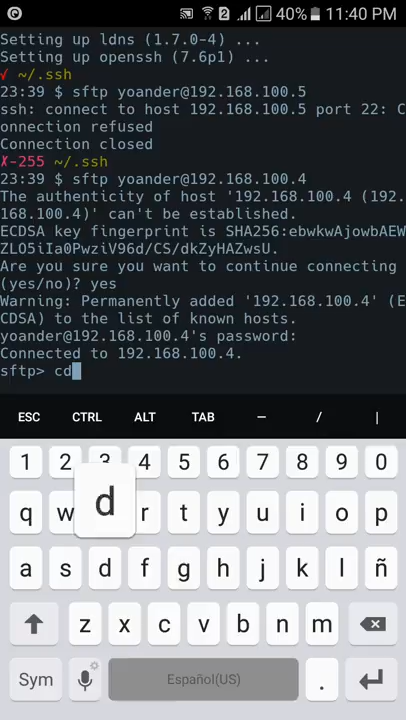 2 40% 11:40 PM
Setting up ldns (1.7.0-4) ...
Setting up openssh (7.6p1) ...
√ ~/.ssh
23:39 $ sftp yoander@192.168.100.5
ssh: connect to host 192.168.100.5 port 22: C
onnection refused
Connection closed
✗-255 ~/.ssh
23:39 $ sftp yoander@192.168.100.4
The authenticity of host '192.168.100.4 (192.
168.100.4)' can't be established.
ECDSA key fingerprint is SHA256:ebwkwAjowbAEW
ZLO5iIa0PwziV96d/CS/dkZyHAZwsU.
Are you sure you want to continue connecting
(yes/no)? yes
Warning: Permanently added '192.168.100.4' (E
CDSA) to the list of known hosts.
yoander@192.168.100.4's password:
Connected to 192.168.100.4.
sftp> cd
ESC CTRL ALT TAB — / |
1 2 3 4 5 6 7 8 9 0
q w d r t y u i o p
a s d f g h j k l ñ
z x c v b n m
Sym Español(US) .